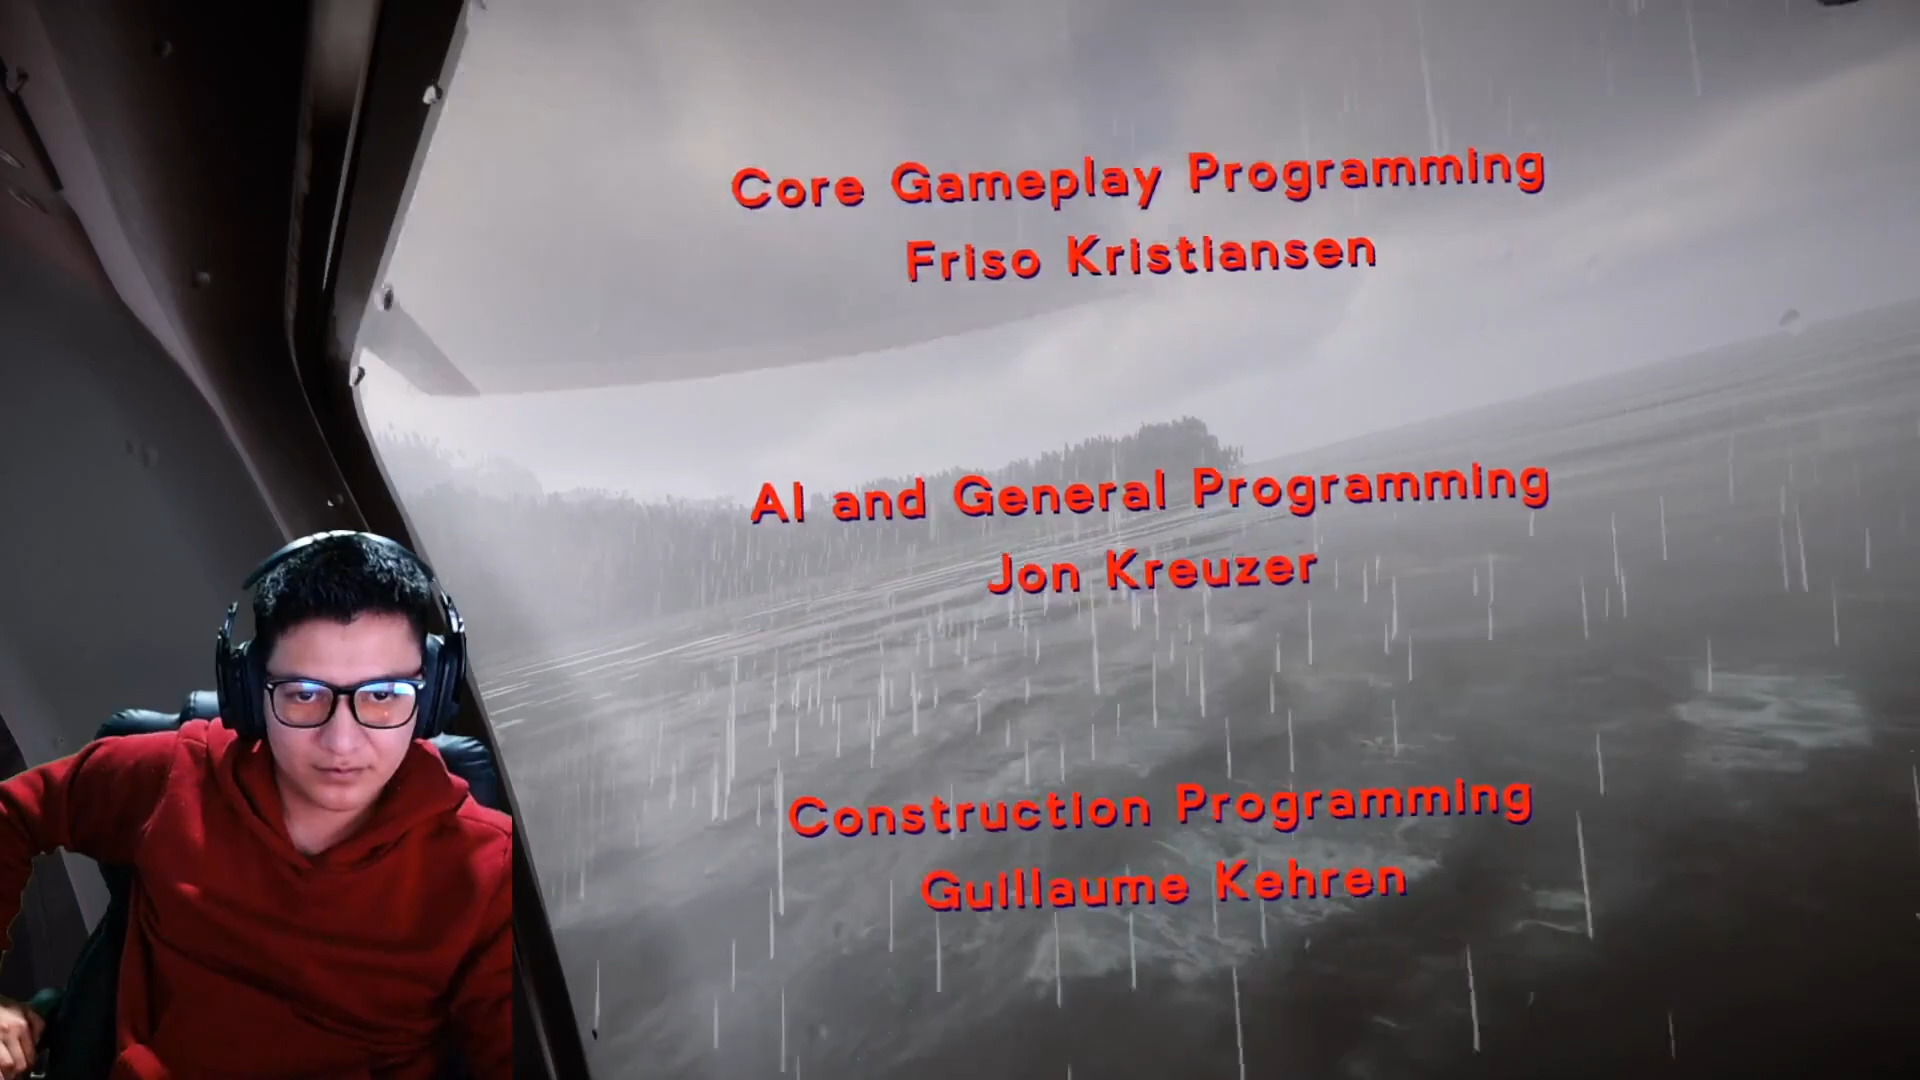 Core Gameplay Programming
Friso Kristiansen
AI and General Programming
Jon Kreuzer
Construction Programming
Guillaume Kehren